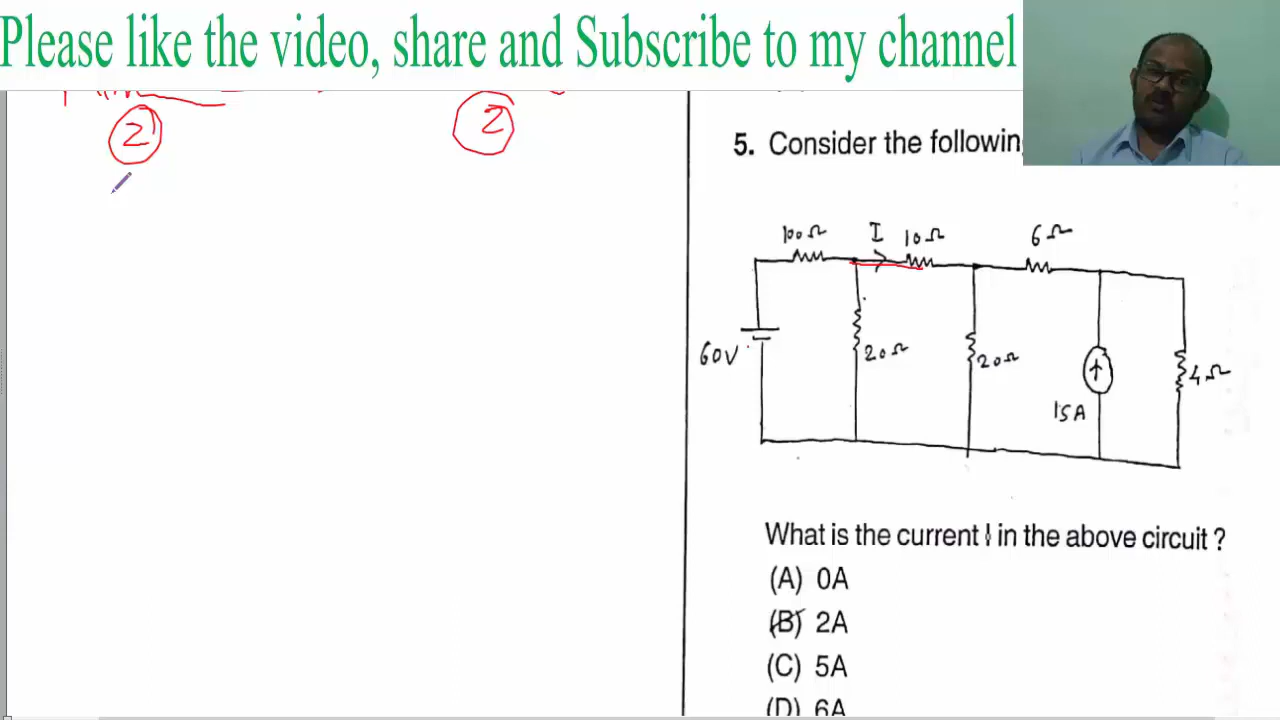 Please like the video, share and Subscribe to my channel
2
2
5. Consider the followin
100Ω I 10Ω 6Ω
60V 20Ω 20Ω 4Ω
15A
What is the current I in the above circuit ?
(A) 0A
(B) 2A
(C) 5A
(D) 6A